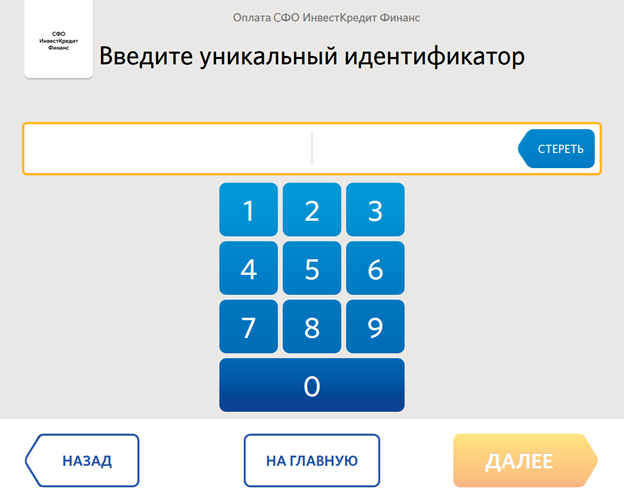 Оплата СФО ИнвестКредит Финанс
СФО
ИнвестКредит
Финанс
Введите уникальный идентификатор
СТЕРЕТЬ
1 2 3
4 5 6
7 8 9
0
НАЗАД
НА ГЛАВНУЮ
ДАЛЕЕ